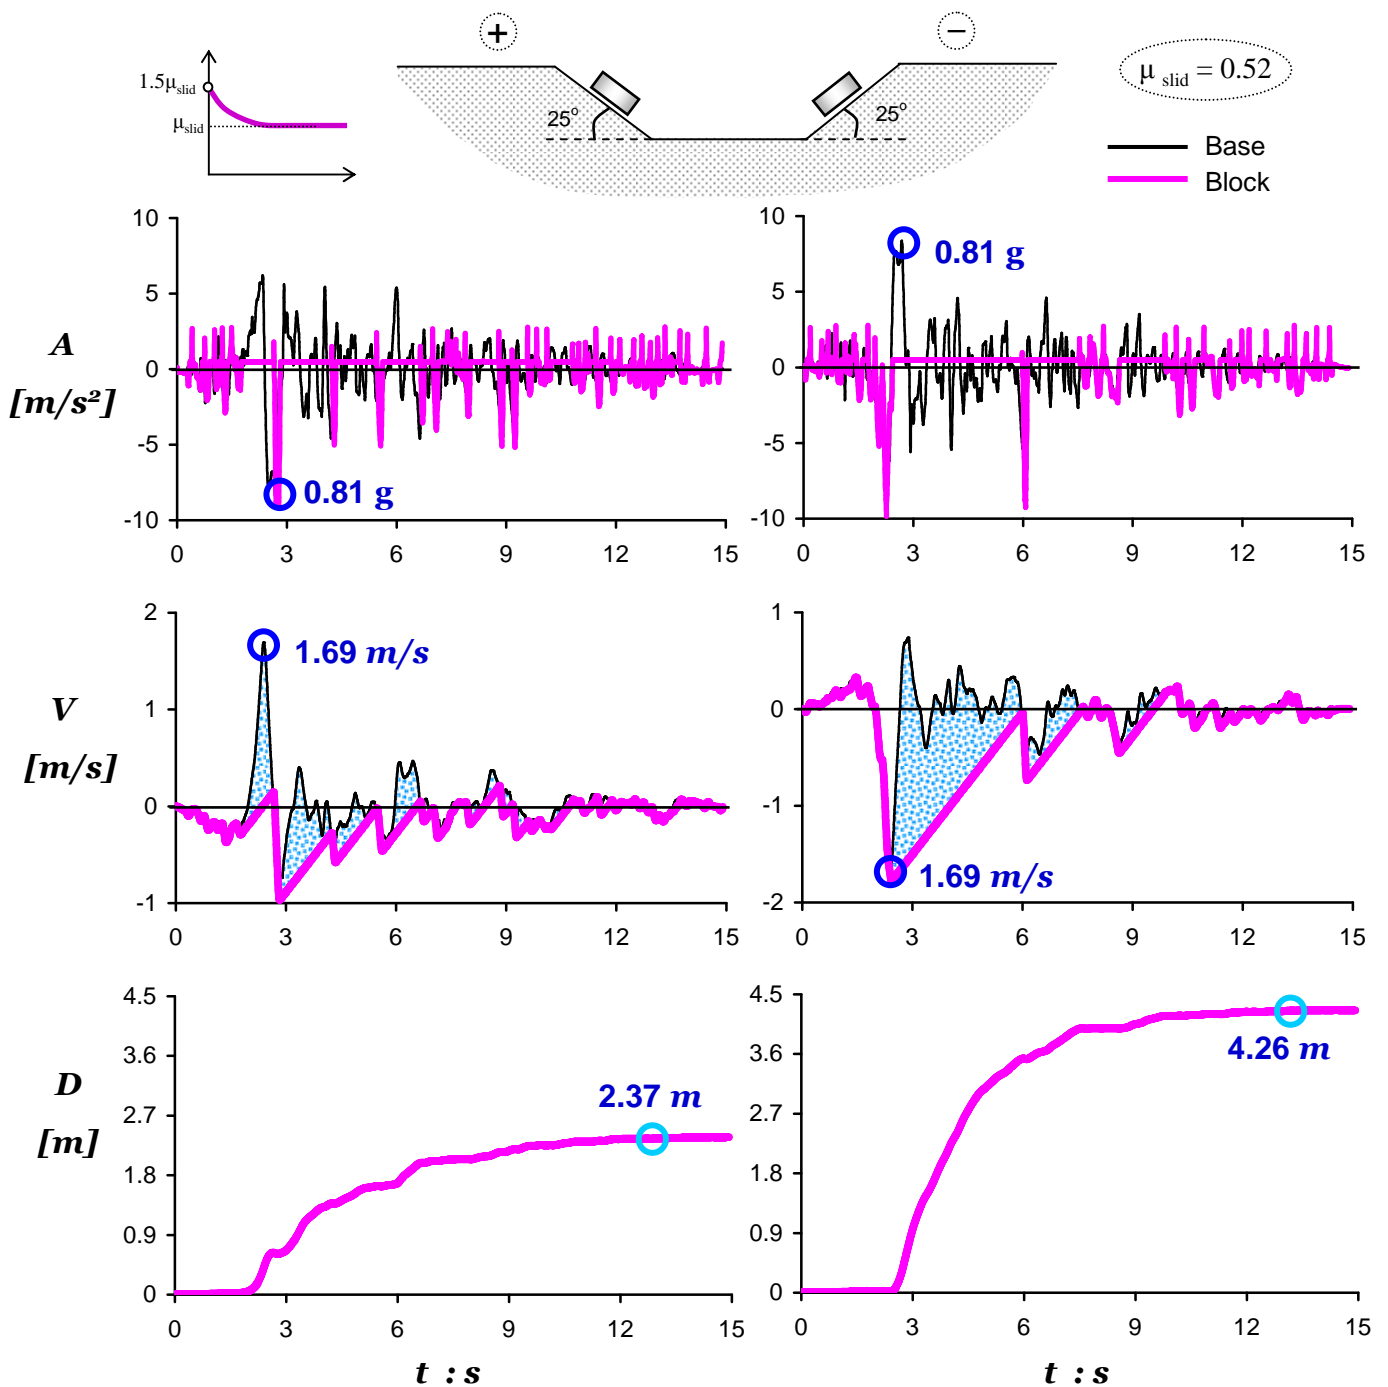 +
−
1.5μslid
μslid
25°
25°
μ slid = 0.52
Base
Block
A
[m/s²]
10
5
0
-5
-10
0.81 g
0 3 6 9 12 15
10
5
0
-5
-10
0.81 g
0 3 6 9 12 15
V
[m/s]
2
1
0
-1
1.69 m/s
0 3 6 9 12 15
1
0
-1
-2
1.69 m/s
0 3 6 9 12 15
D
[m]
4.5
3.6
2.7
1.8
0.9
0
2.37 m
0 3 6 9 12 15
t : s
4.5
3.6
2.7
1.8
0.9
0
4.26 m
0 3 6 9 12 15
t : s